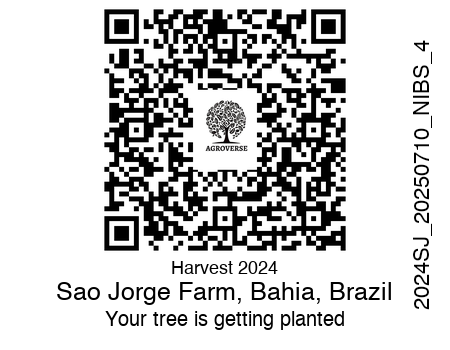 AGROVERSE
Harvest 2024
Sao Jorge Farm, Bahia, Brazil
Your tree is getting planted
2024SJ_20250710_NIBS_4